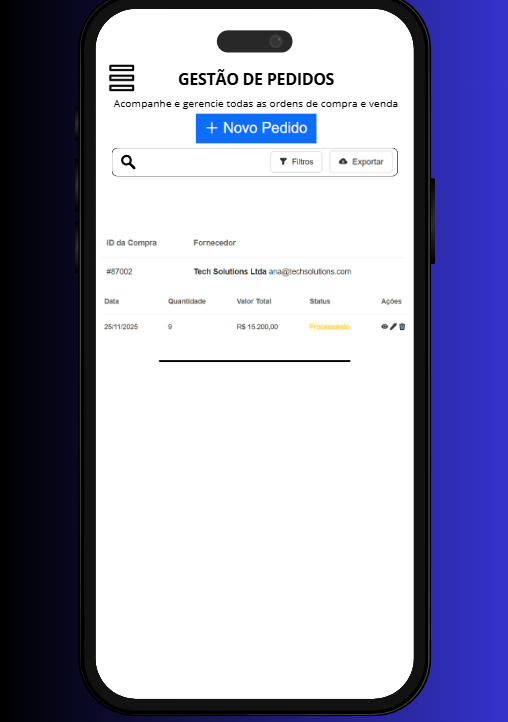 GESTÃO DE PEDIDOS
Acompanhe e gerencie todas as ordens de compra e venda
+ Novo Pedido
Filtros Exportar
ID da Compra Fornecedor
#87002 Tech Solutions Ltda ana@techsolutions.com
Data Quantidade Valor Total Status Ações
25/11/2025 9 R$ 15.200,00 Processando